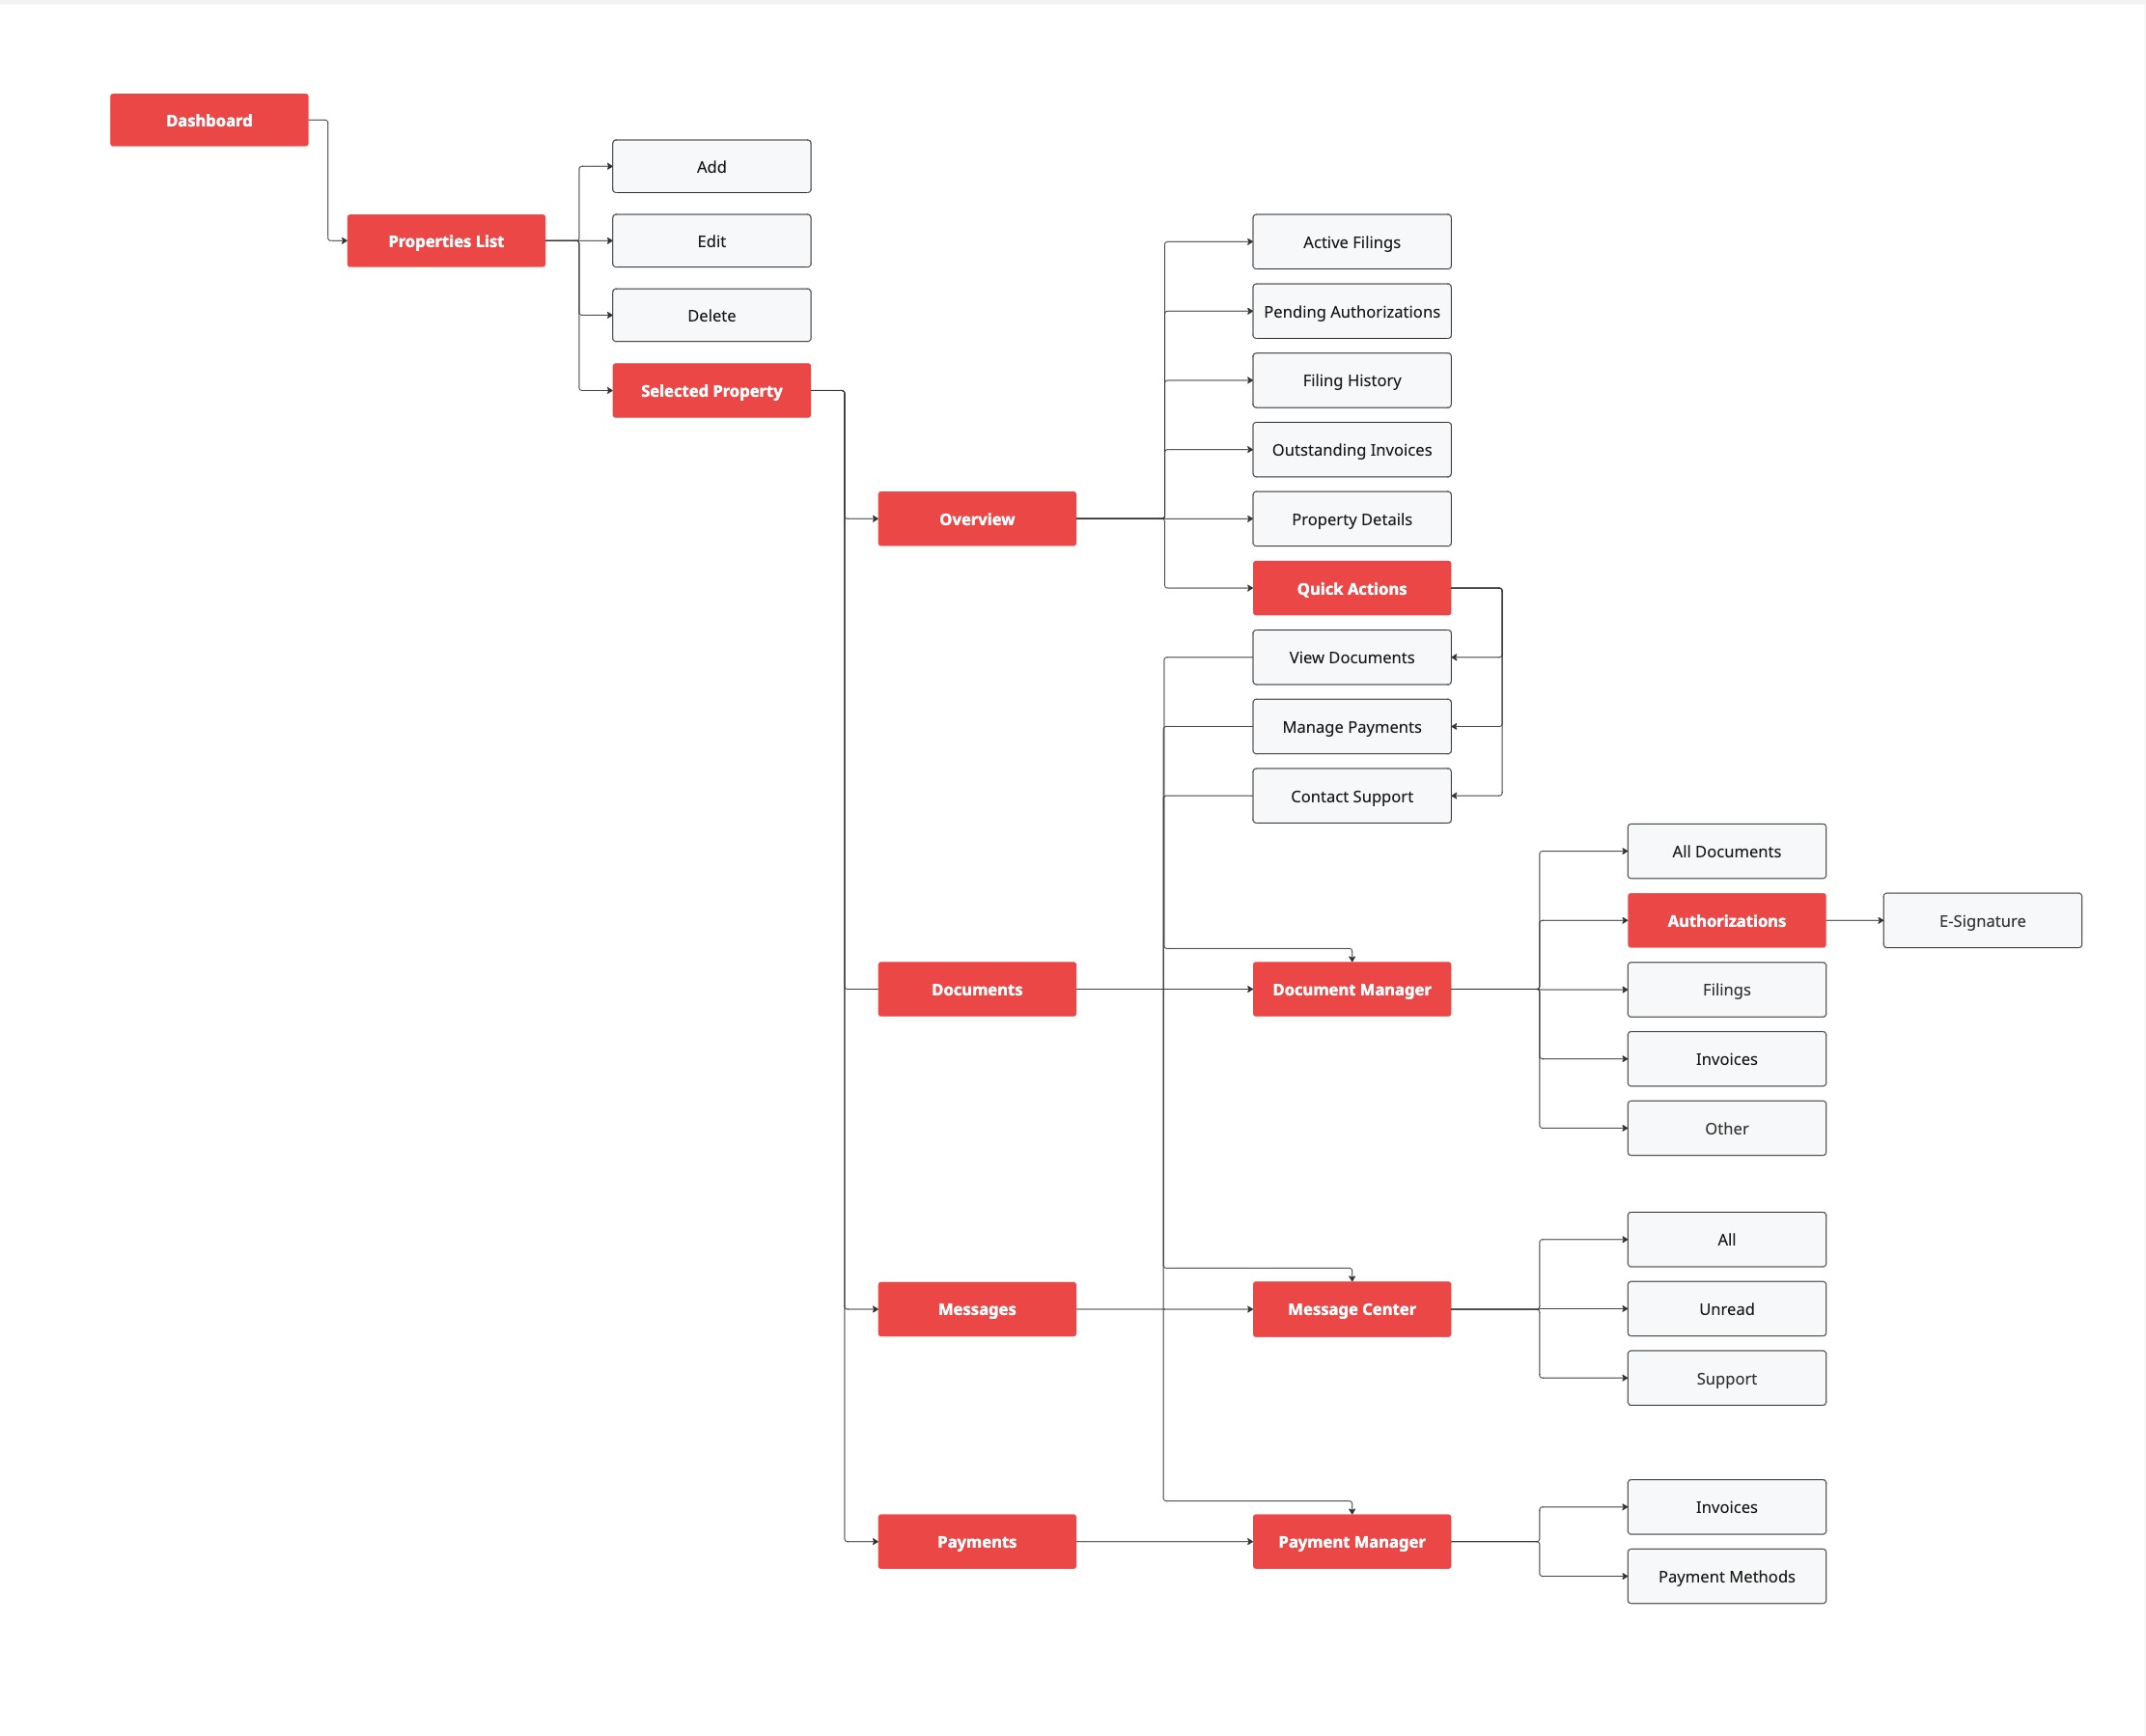 Dashboard
Properties List
Add
Edit
Delete
Selected Property
Overview
Active Filings
Pending Authorizations
Filing History
Outstanding Invoices
Property Details
Quick Actions
View Documents
Manage Payments
Contact Support
Documents
Document Manager
All Documents
Authorizations
E-Signature
Filings
Invoices
Other
Messages
Message Center
All
Unread
Support
Payments
Payment Manager
Invoices
Payment Methods